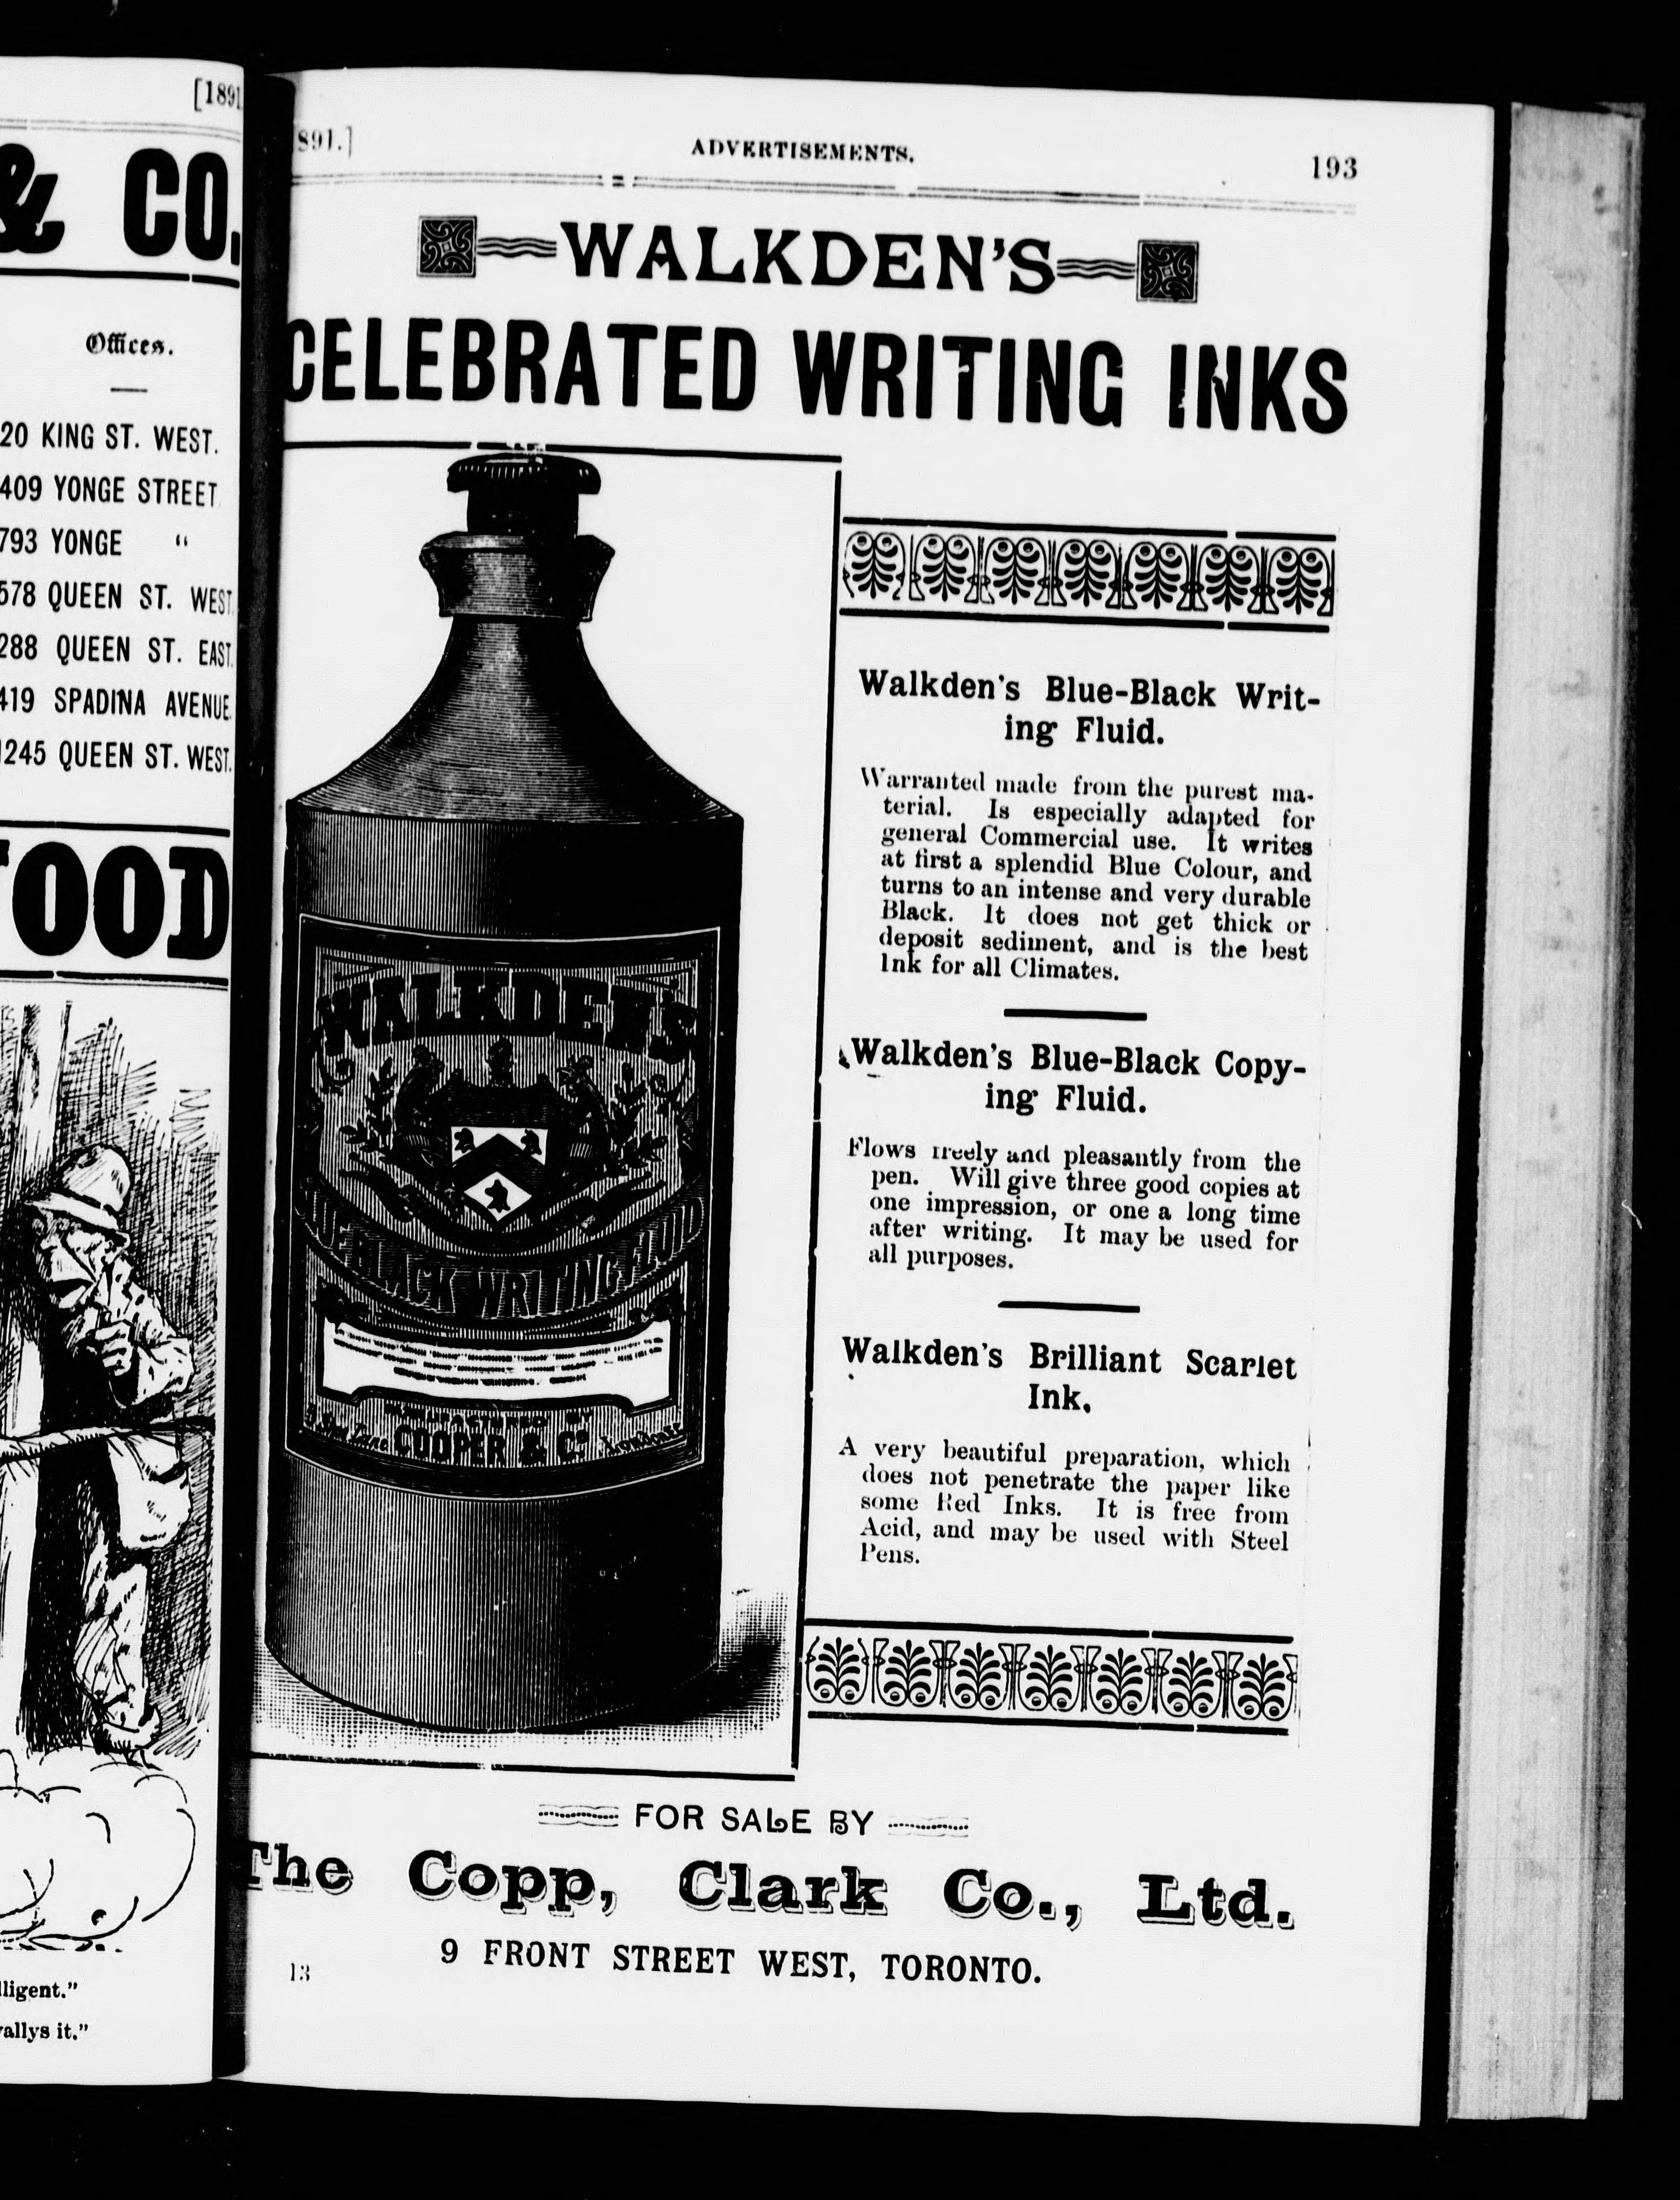 [1891
& CO.
Offices.
20 KING ST. WEST.
409 YONGE STREET
793 YONGE "
578 QUEEN ST. WEST
288 QUEEN ST. EAST.
419 SPADINA AVENUE.
1245 QUEEN ST. WEST.
OOD
lligent."
allys it."
891.]
ADVERTISEMENTS.
193
WALKDEN'S
CELEBRATED WRITING INKS
WALKDEN'S
BLACK WRITING FLUID
MANUFACTURED BY
COOPER & Co. London
Walkden's Blue-Black Writ-
ing Fluid.
Warranted made from the purest ma-
terial. Is especially adapted for
general Commercial use. It writes
at first a splendid Blue Colour, and
turns to an intense and very durable
Black. It does not get thick or
deposit sediment, and is the best
Ink for all Climates.
Walkden's Blue-Black Copy-
ing Fluid.
Flows freely and pleasantly from the
pen. Will give three good copies at
one impression, or one a long time
after writing. It may be used for
all purposes.
Walkden's Brilliant Scarlet
Ink.
A very beautiful preparation, which
does not penetrate the paper like
some Red Inks. It is free from
Acid, and may be used with Steel
Pens.
FOR SALE BY
The Copp, Clark Co., Ltd.
9 FRONT STREET WEST, TORONTO.
13